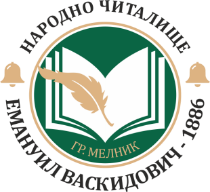 НАРОДНО ЧИТАЛИЩЕ
ГР. МЕЛНИК
ЕМАНУИЛ ВАСКИДОВИЧ - 1886